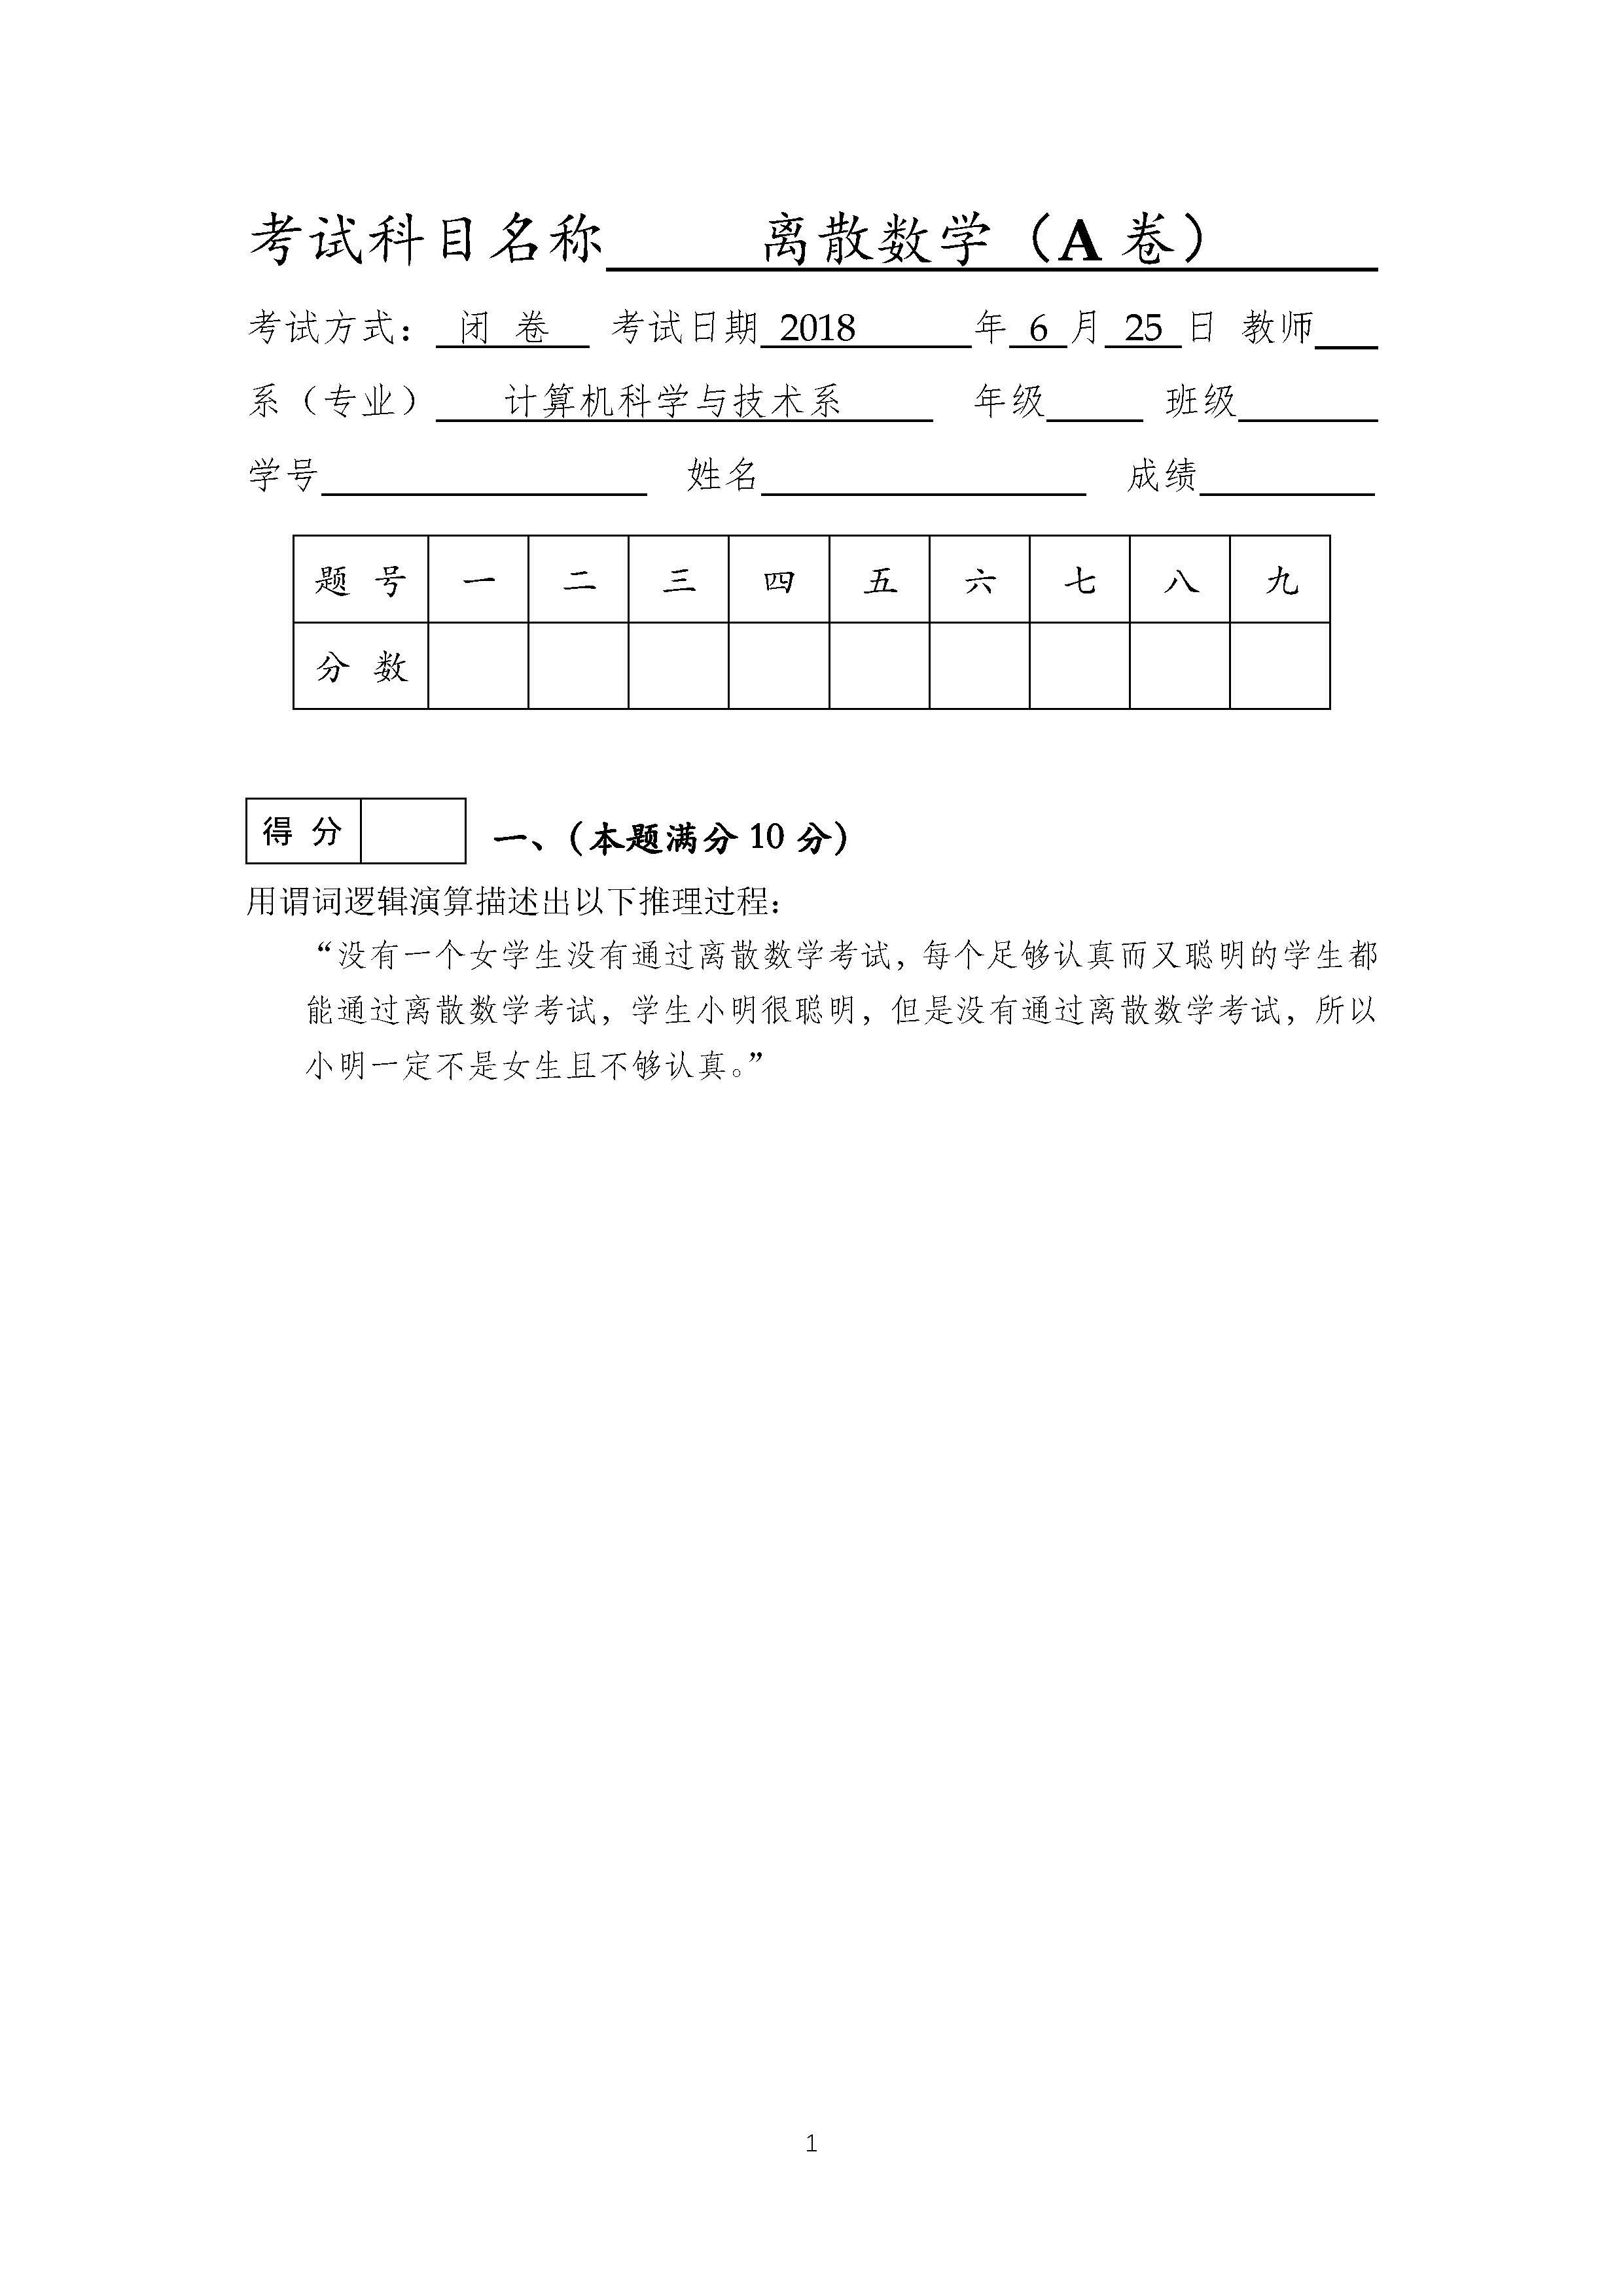 考试科目名称 离散数学（A 卷）
考试方式： 闭 卷 考试日期 2018 年 6 月 25 日 教师
系（专业） 计算机科学与技术系 年级 班级
学号 姓名 成绩
题 号 一 二 三 四 五 六 七 八 九
分 数
得 分 一、（本题满分 10 分）
用谓词逻辑演算描述出以下推理过程：
“没有一个女学生没有通过离散数学考试，每个足够认真而又聪明的学生都
能通过离散数学考试，学生小明很聪明，但是没有通过离散数学考试，所以
小明一定不是女生且不够认真。”
1